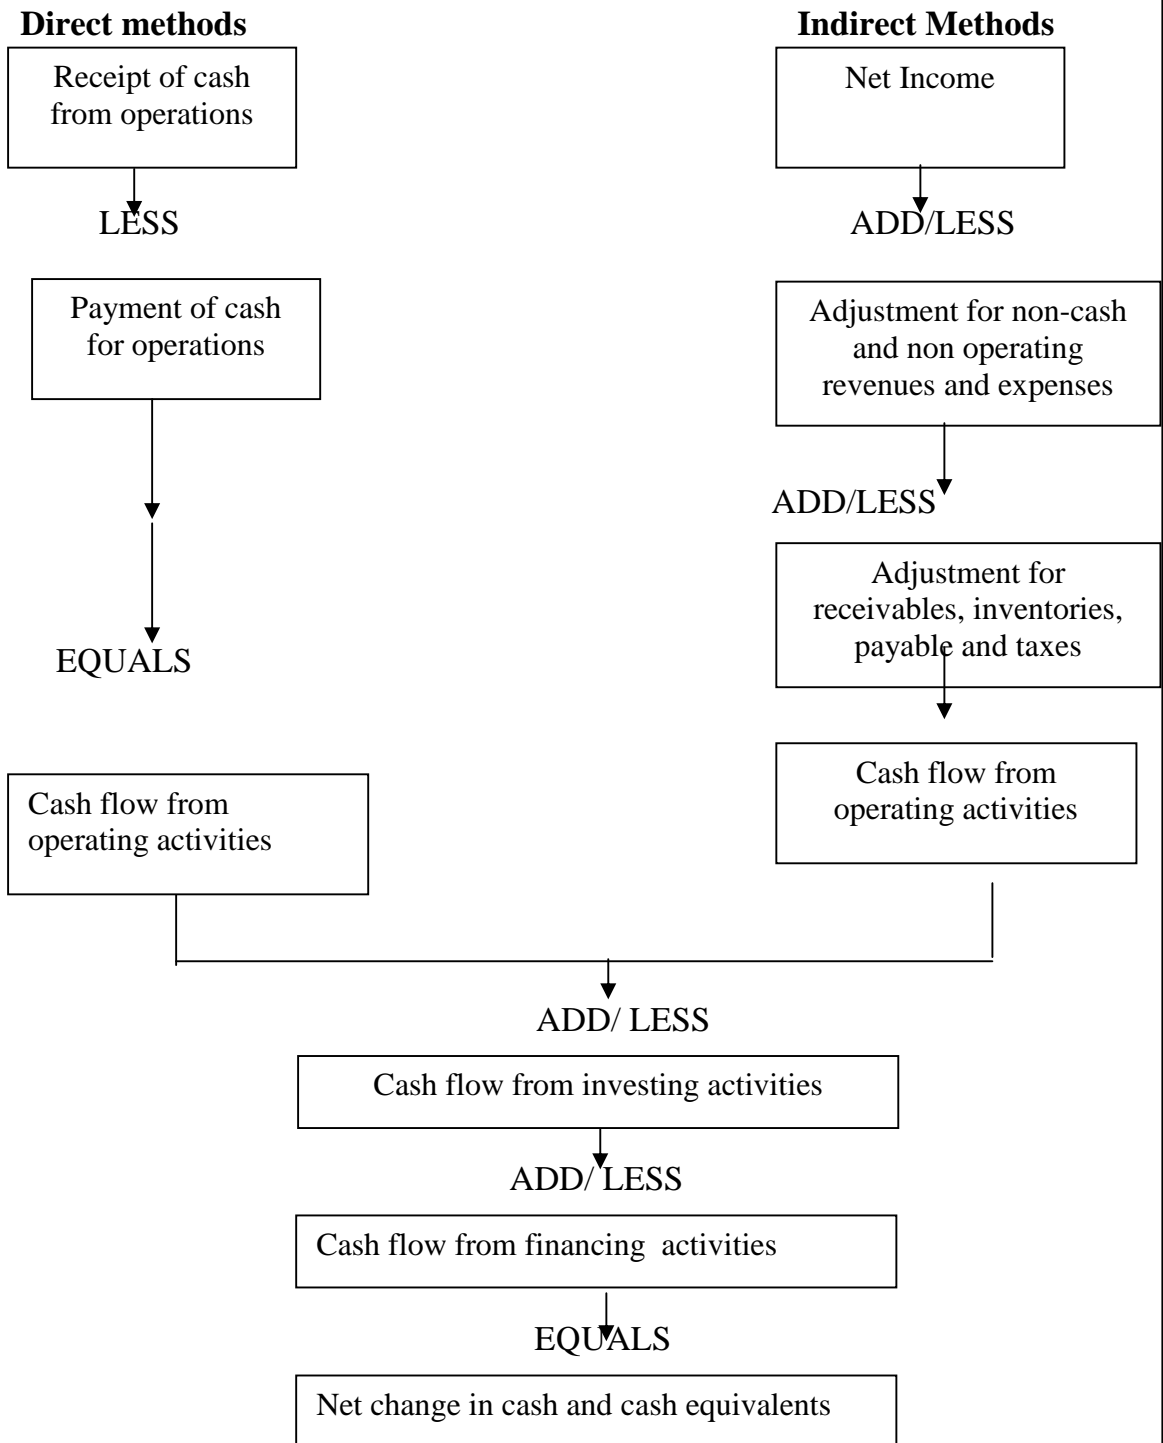 Direct methods
Indirect Methods
Receipt of cash
from operations
Net Income
LESS
ADD/LESS
Payment of cash
for operations
Adjustment for non-cash
and non operating
revenues and expenses
ADD/LESS
Adjustment for
receivables, inventories,
payable and taxes
EQUALS
Cash flow from
operating activities
Cash flow from
operating activities
ADD/ LESS
Cash flow from investing activities
ADD/ LESS
Cash flow from financing  activities
EQUALS
Net change in cash and cash equivalents